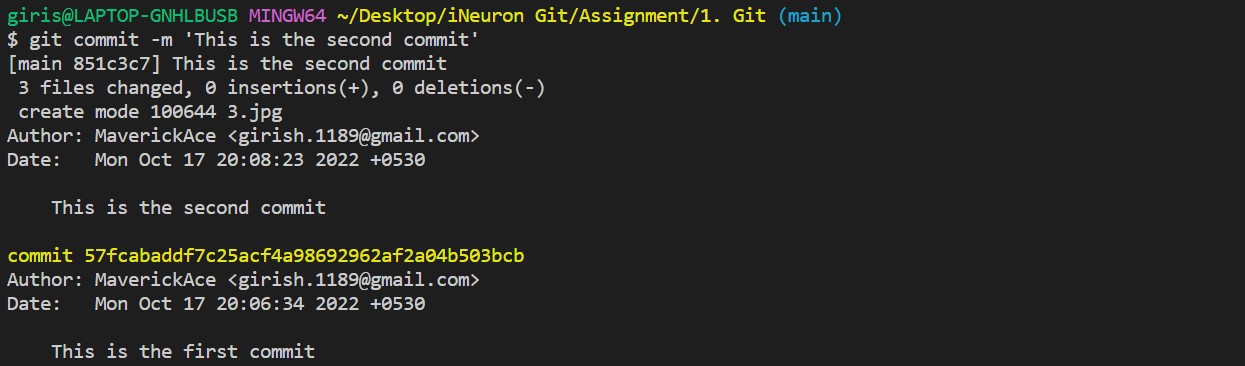 giris@LAPTOP-GNHLBUSB MINGW64 ~/Desktop/iNeuron Git/Assignment/1. Git (main)
$ git commit -m 'This is the second commit'
[main 851c3c7] This is the second commit
 3 files changed, 0 insertions(+), 0 deletions(-)
 create mode 100644 3.jpg
Author: MaverickAce <girish.1189@gmail.com>
Date:   Mon Oct 17 20:08:23 2022 +0530

    This is the second commit

commit 57fcabaddf7c25acf4a98692962af2a04b503bcb
Author: MaverickAce <girish.1189@gmail.com>
Date:   Mon Oct 17 20:06:34 2022 +0530

    This is the first commit